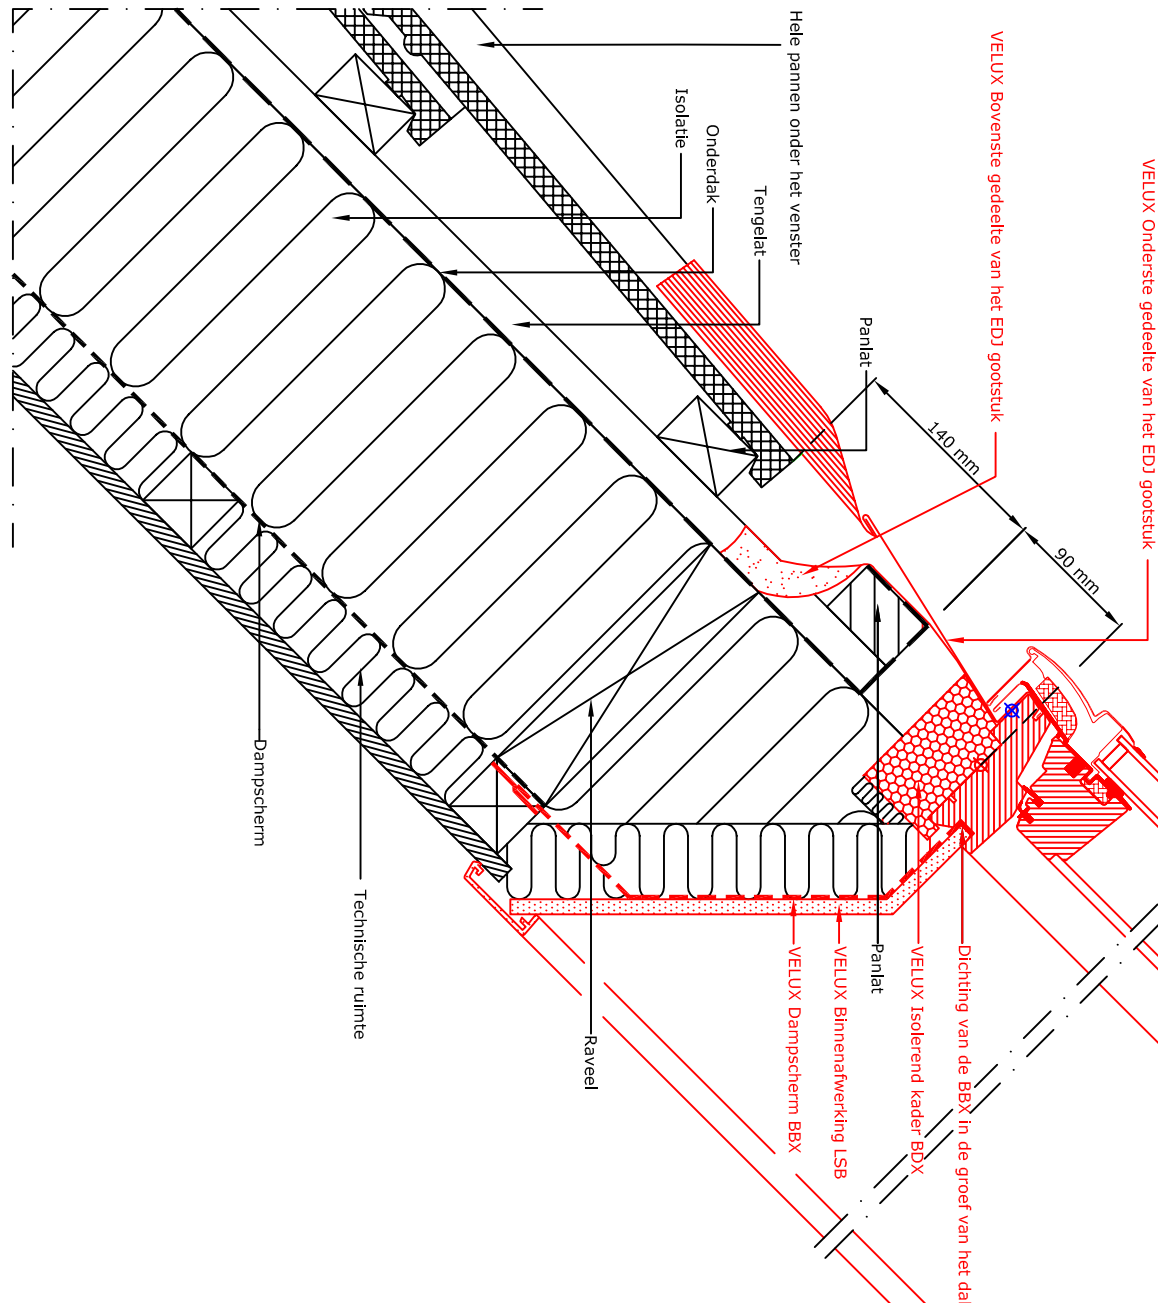 VELUX Onderste gedeelte van het EDJ gootstuk
VELUX Bovenste gedeelte van het EDJ gootstuk
Hele pannen onder het venster
Isolatie
Onderdak
Tengelat
Panlat
140 mm
90 mm
Dampscherm
Technische ruimte
Raveel
VELUX Dampscherm BBX
VELUX Binnenafwerking LSB
Panlat
VELUX Isolerend kader BDX
Dichting van de BBX in de groef van het